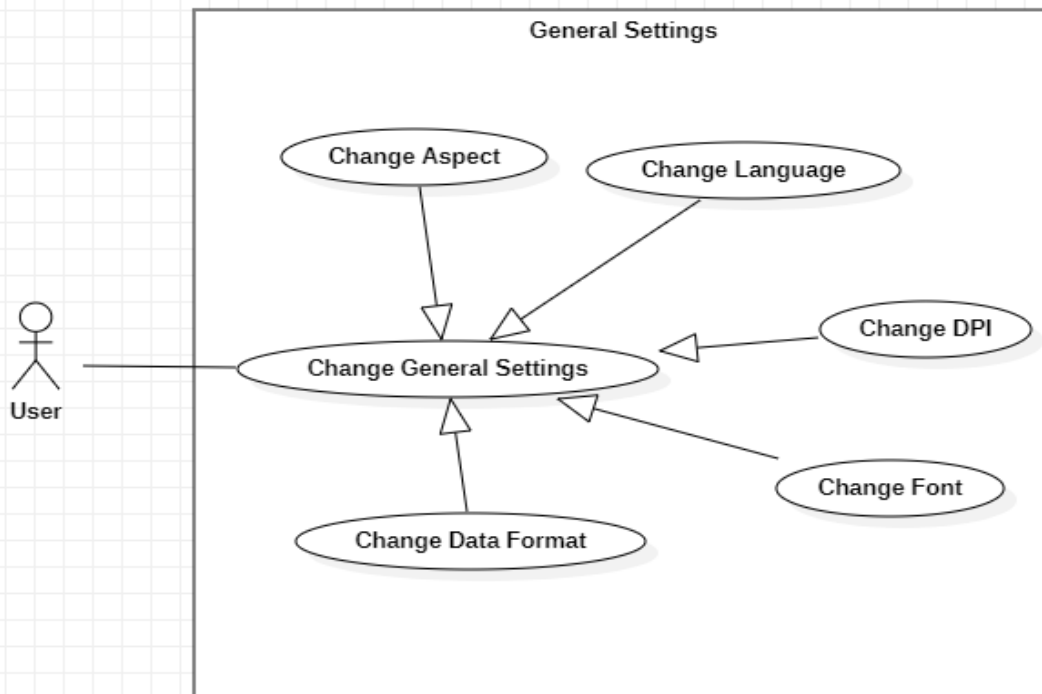 General Settings
Change Aspect
Change Language
Change DPI
Change General Settings
User
Change Font
Change Data Format